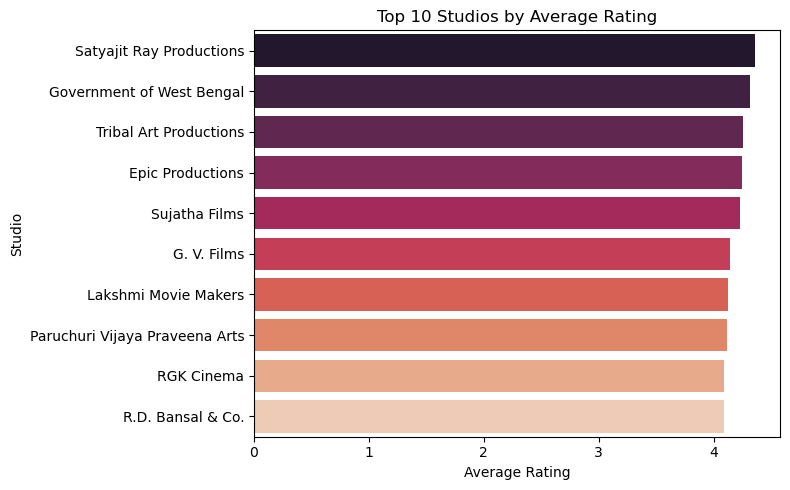 Top 10 Studios by Average Rating
Studio
Satyajit Ray Productions
Government of West Bengal
Tribal Art Productions
Epic Productions
Sujatha Films
G. V. Films
Lakshmi Movie Makers
Paruchuri Vijaya Praveena Arts
RGK Cinema
R.D. Bansal & Co.
0 1 2 3 4
Average Rating